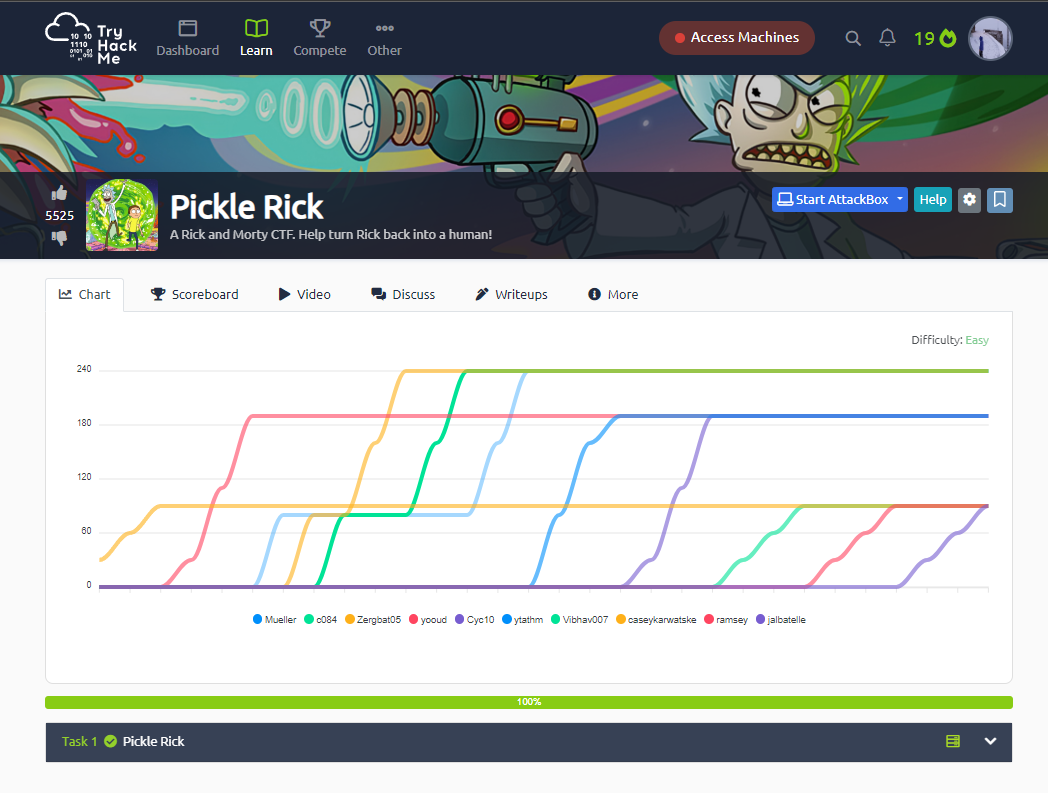 Try
Hack
Me
Dashboard
Learn
Compete
Other
Access Machines
19
5525
Pickle Rick
A Rick and Morty CTF. Help turn Rick back into a human!
Start AttackBox
Help
Chart
Scoreboard
Video
Discuss
Writeups
More
Difficulty: Easy
240
180
120
60
0
Mueller c084 Zergbat05 yooud Cyc10 ytathm Vibhav007 caseykarwatske ramsey jalbatelle
100%
Task 1 Pickle Rick